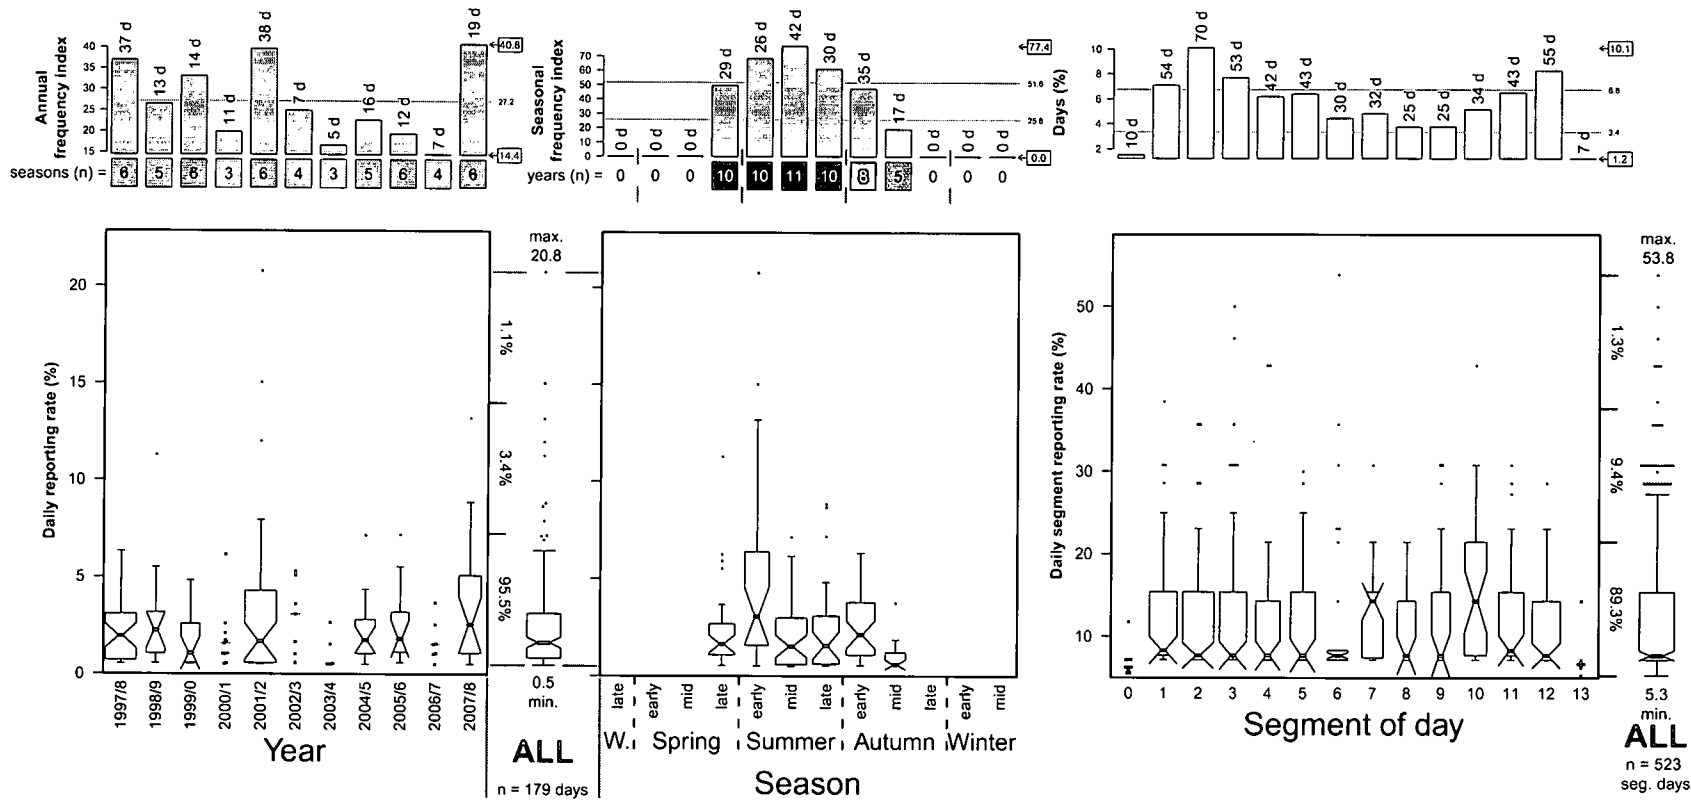 Annual
frequency index
40
35
30
25
20
15
37 d
13 d
14 d
11 d
38 d
7 d
5 d
16 d
12 d
7 d
19 d
40.8
27.2
14.4
seasons (n) = 6 5 6 3 6 4 3 5 6 4 6
Seasonal
frequency index
70
60
50
40
30
20
10
0
0 d
0 d
0 d
29 d
26 d
42 d
30 d
35 d
17 d
0 d
0 d
0 d
77.4
51.6
25.8
0.0
years (n) = 0 0 0 10 10 11 10 8 5 0 0 0
Days (%)
10
8
6
4
2
10 d
54 d
70 d
53 d
42 d
43 d
30 d
32 d
25 d
25 d
34 d
43 d
55 d
7 d
10.1
6.8
3.4
1.2
Daily reporting rate (%)
20
15
10
5
0
1997/8
1998/9
1999/0
2000/1
2001/2
2002/3
2003/4
2004/5
2005/6
2006/7
2007/8
Year
max.
20.8
1.1%
3.4%
95.5%
0.5
min.
ALL
n = 179 days
late
early
mid
late
early
mid
late
early
mid
late
early
mid
W. Spring Summer Autumn Winter
Season
Daily segment reporting rate (%)
50
40
30
20
10
0 1 2 3 4 5 6 7 8 9 10 11 12 13
Segment of day
max.
53.8
1.3%
9.4%
89.3%
5.3
min.
ALL
n = 523
seg. days